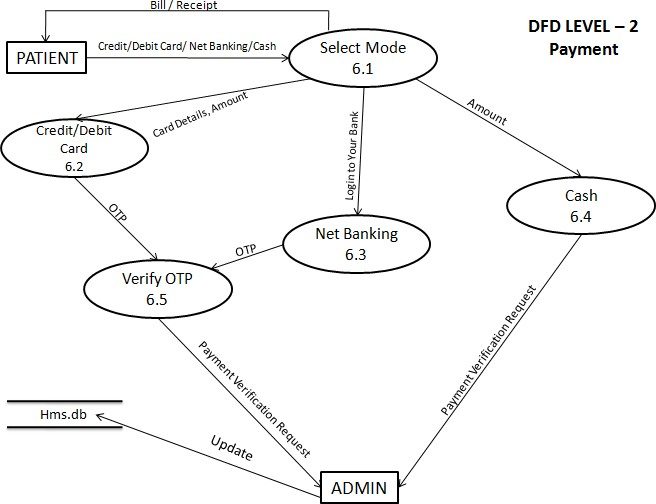 Bill / Receipt
DFD LEVEL – 2
Payment
PATIENT
Credit/Debit Card/ Net Banking/Cash
Select Mode
6.1
Card Details, Amount
Login to Your Bank
Amount
Credit/Debit
Card
6.2
Cash
6.4
OTP
OTP
Net Banking
6.3
Verify OTP
6.5
Payment Verification Request
Payment Verification Request
Hms.db
Update
ADMIN